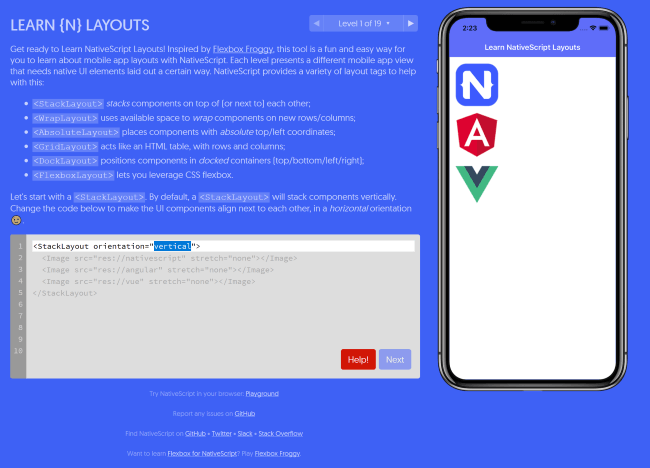 LEARN {N} LAYOUTS
Level 1 of 19
Get ready to Learn NativeScript Layouts! Inspired by Flexbox Froggy, this tool is a fun and easy way for
you to learn about mobile app layouts with NativeScript. Each level presents a different mobile app view
that needs native UI elements laid out a certain way. NativeScript provides a variety of layout tags to help
with this:
• <StackLayout> stacks components on top of (or next to) each other;
• <WrapLayout> uses available space to wrap components on new rows/columns;
• <AbsoluteLayout> places components with absolute top/left coordinates;
• <GridLayout> acts like an HTML table, with rows and columns;
• <DockLayout> positions components in docked containers (top/bottom/left/right);
• <FlexboxLayout> lets you leverage CSS flexbox.
Let's start with a <StackLayout>. By default, a <StackLayout> will stack components vertically.
Change the code below to make the UI components align next to each other, in a horizontal orientation
.
1 <StackLayout orientation="vertical">
2 <Image src="res://nativescript" stretch="none"></Image>
3 <Image src="res://angular" stretch="none"></Image>
4 <Image src="res://vue" stretch="none"></Image>
5 </StackLayout>
6
7
8
9
10
Help! Next
Try NativeScript in your browser: Playground
Report any issues on GitHub
Find NativeScript on GitHub • Twitter • Slack • Stack Overflow
Want to learn Flexbox for NativeScript? Play Flexbox Froggy.
2:23
Learn NativeScript Layouts
N
A